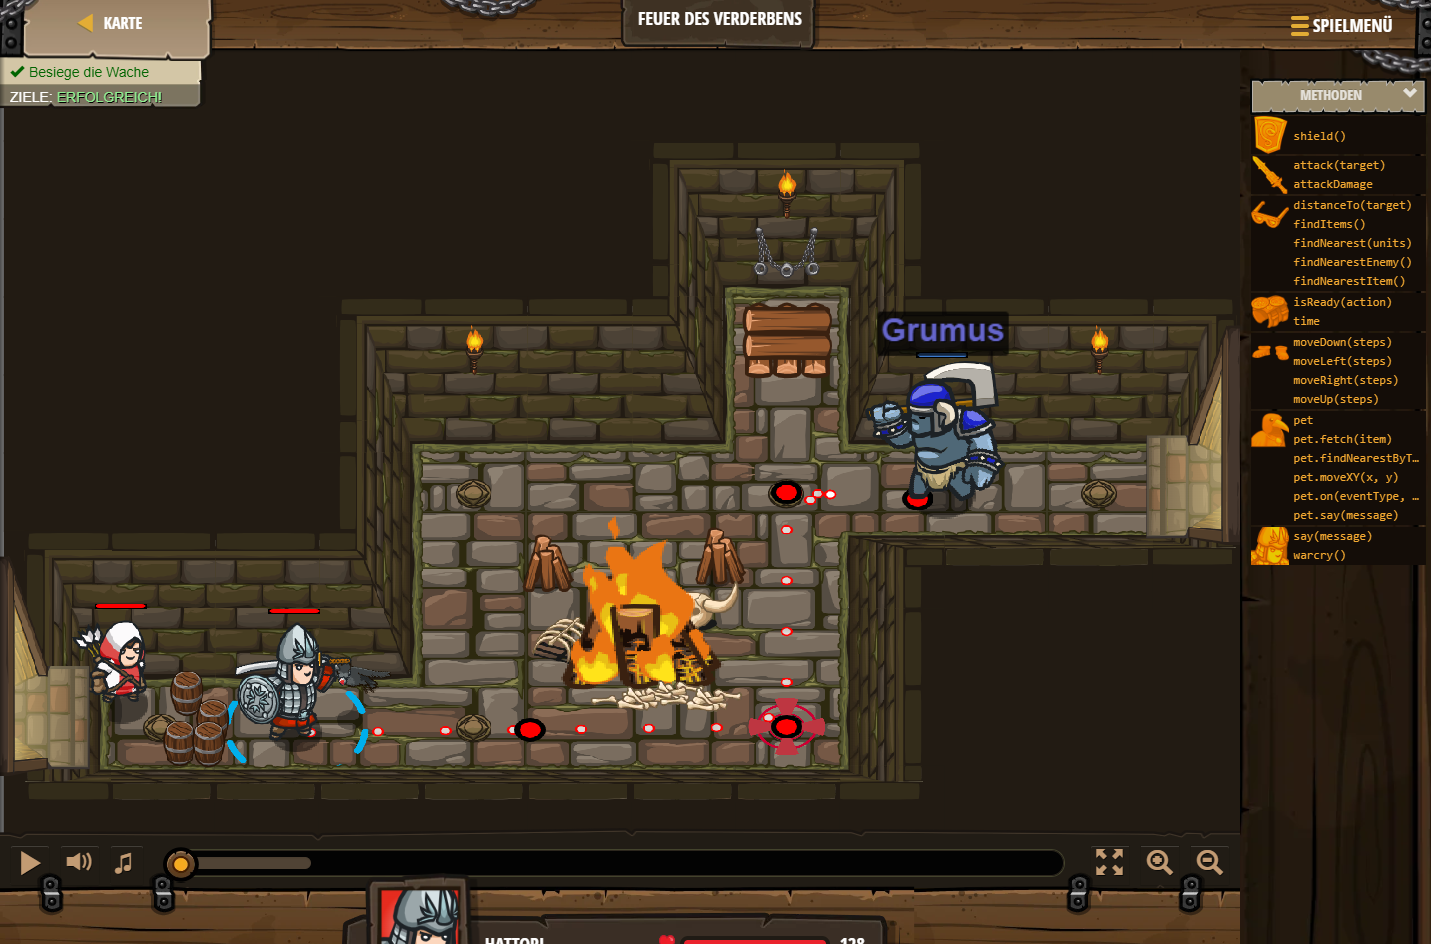 KARTE
FEUER DES VERDERBENS
SPIELMENÜ
Besiege die Wache
ZIELE: ERFOLGREICH!
METHODEN
shield()
attack(target)
attackDamage
distanceTo(target)
findItems()
findNearest(units)
findNearestEnemy()
findNearestItem()
isReady(action)
time
moveDown(steps)
moveLeft(steps)
moveRight(steps)
moveUp(steps)
pet
pet.fetch(item)
pet.findNearestByT…
pet.moveXY(x, y)
pet.on(eventType, …
pet.say(message)
say(message)
warcry()
Grumus
HATTORI
128